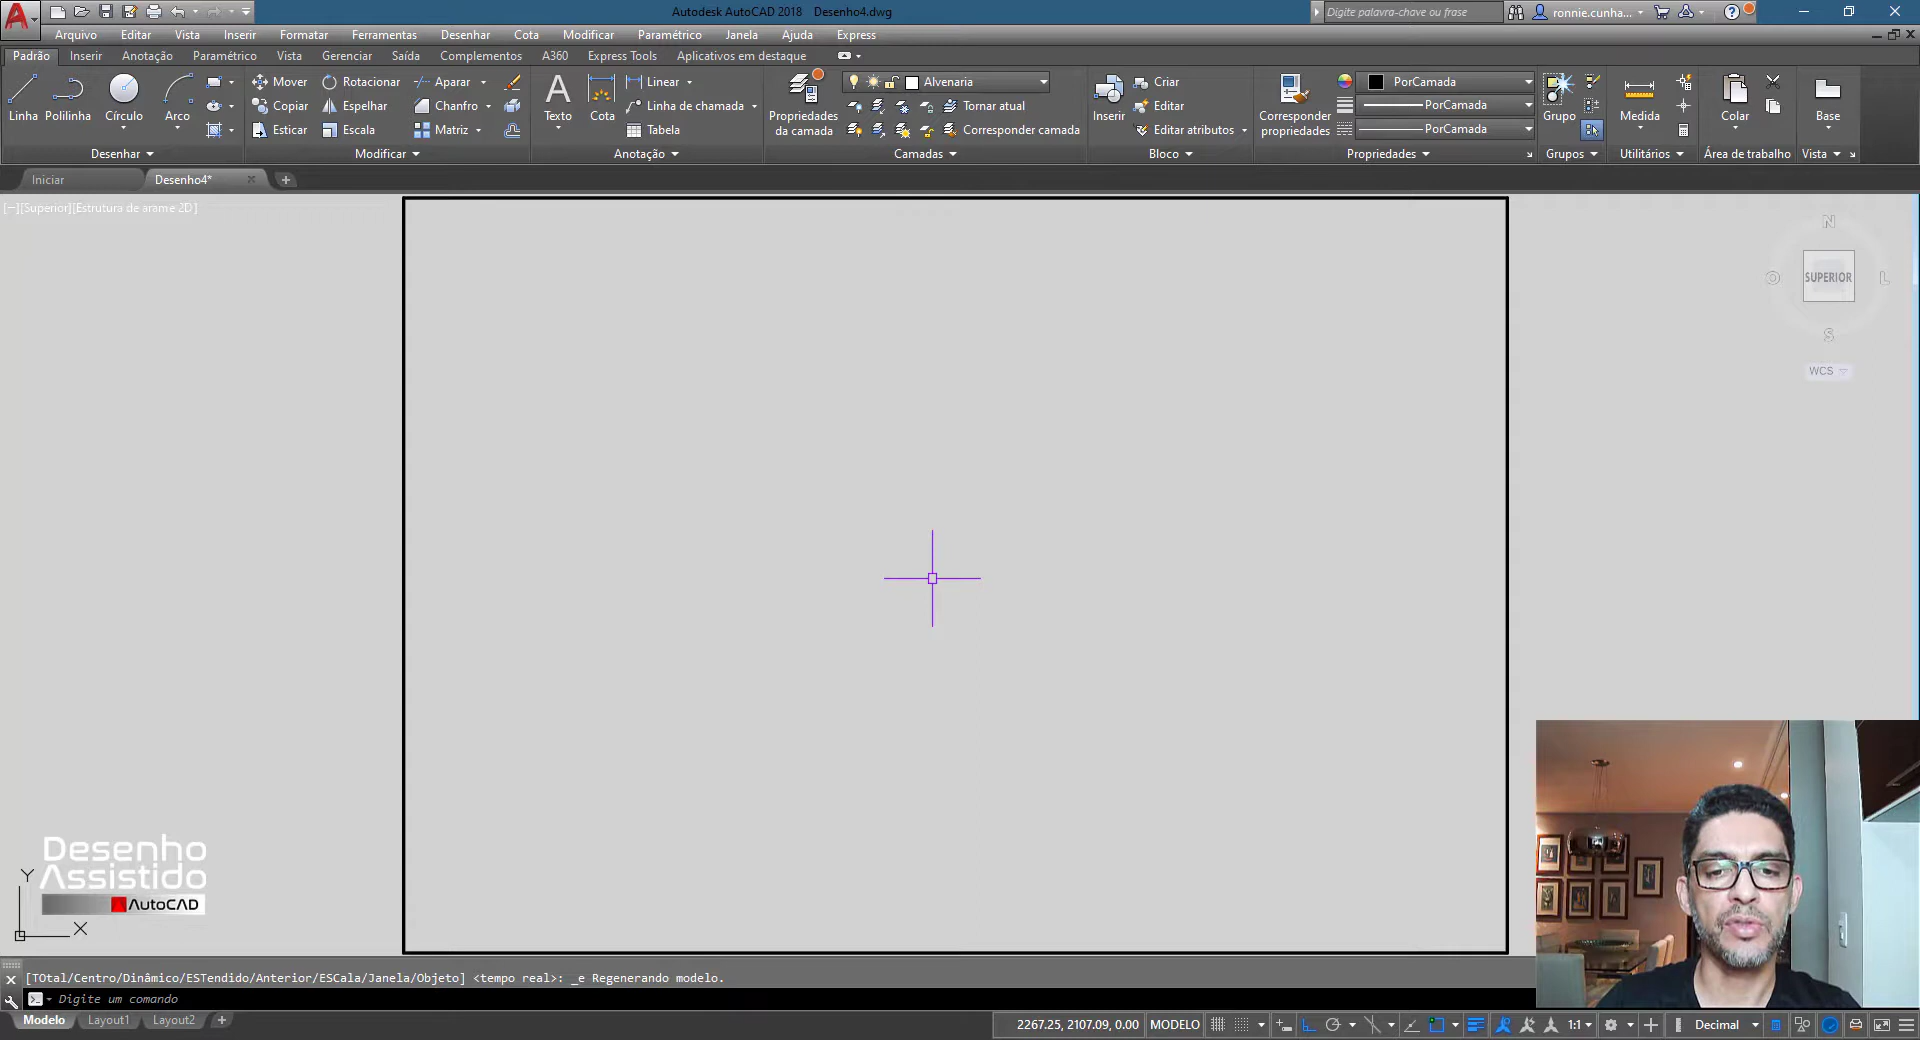 Autodesk AutoCAD 2018 Desenho4.dwg
Digite palavra-chave ou frase
ronnie.cunha...
Arquivo Editar Vista Inserir Formatar Ferramentas Desenhar Cota Modificar Paramétrico Janela Ajuda Express
Padrão Inserir Anotação Paramétrico Vista Gerenciar Saída Complementos A360 Express Tools Aplicativos em destaque
Linha Polilinha Círculo Arco
Desenhar
Mover Rotacionar Aparar
Copiar Espelhar Chanfro
Esticar Escala Matriz
Modificar
Texto Cota
Linear
Linha de chamada
Tabela
Anotação
Propriedades
da camada
Alvenaria
Tornar atual
Corresponder camada
Camadas
Inserir
Criar
Editar
Editar atributos
Bloco
Corresponder
propriedades
PorCamada
PorCamada
PorCamada
Propriedades
Grupo
Grupos
Medida
Utilitários
Colar
Área de trabalho
Base
Vista
Iniciar Desenho4*
[−][Superior][Estrutura de arame 2D]
N
O SUPERIOR L
S
WCS
Desenho
Assistido
AutoCAD
Y
X
[TOtal/Centro/Dinâmico/ESTendido/Anterior/ESCala/Janela/Objeto] <tempo real>: _e Regenerando modelo.
Digite um comando
Modelo Layout1 Layout2
2267.25, 2107.09, 0.00 MODELO 1:1 Decimal